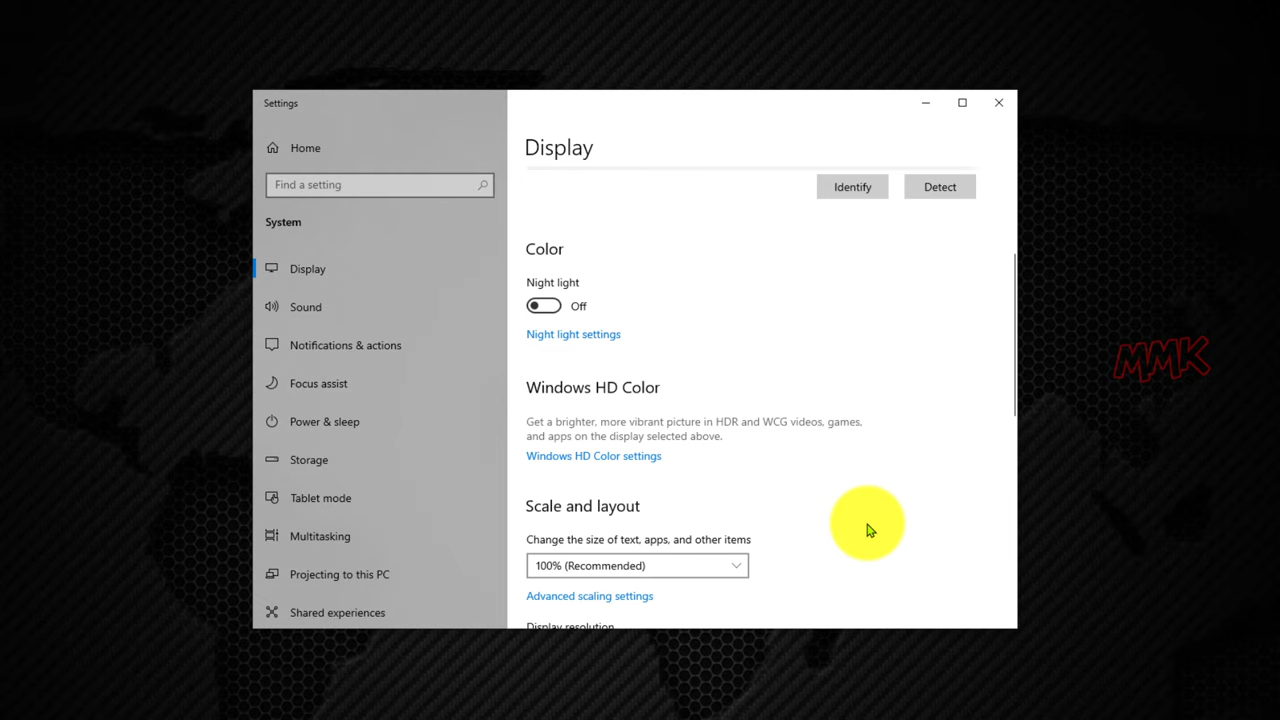 Settings
Home
Find a setting
System
Display
Sound
Notifications & actions
Focus assist
Power & sleep
Storage
Tablet mode
Multitasking
Projecting to this PC
Shared experiences
Display
Identify
Detect
Color
Night light
Off
Night light settings
Windows HD Color
Get a brighter, more vibrant picture in HDR and WCG videos, games,
and apps on the display selected above.
Windows HD Color settings
Scale and layout
Change the size of text, apps, and other items
100% (Recommended)
Advanced scaling settings
Display resolution
MMK